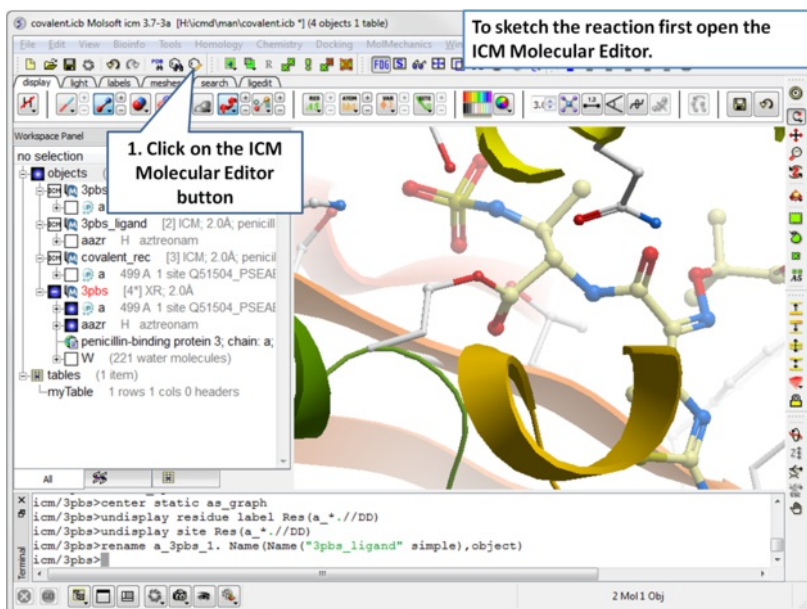 covalent.icb Molsoft icm 3.7-3a [H:\icmd\man\covalent.icb *] (4 objects 1 table)
To sketch the reaction first open the
ICM Molecular Editor.
File Edit View Bioinfo Tools Homology Chemistry Docking MolMechanics
PDB R FOG S
display light labels meshes search ligedit
1. Click on the ICM
Molecular Editor
button
Workspace Panel
no selection
objects
3pbs_ligand [2] ICM; 2.0Å; penicill
aazr H aztreonam
covalent_rec [3] ICM; 2.0Å; penicil
a 499 A 1 site Q51504_PSEAE
3pbs [4*] XR; 2.0Å
a 499 A 1 site Q51504_PSEAE
aazr H aztreonam
penicillin-binding protein 3; chain: a;
W (221 water molecules)
tables (1 item)
myTable 1 rows 1 cols 0 headers
All
icm/3pbs>center static as_graph
icm/3pbs>undisplay residue label Res(a_*.//DD)
icm/3pbs>undisplay site Res(a_*.//DD)
icm/3pbs>rename a_3pbs_1. Name(Name("3pbs_ligand" simple),object)
icm/3pbs>
Terminal
2 Mol 1 Obj